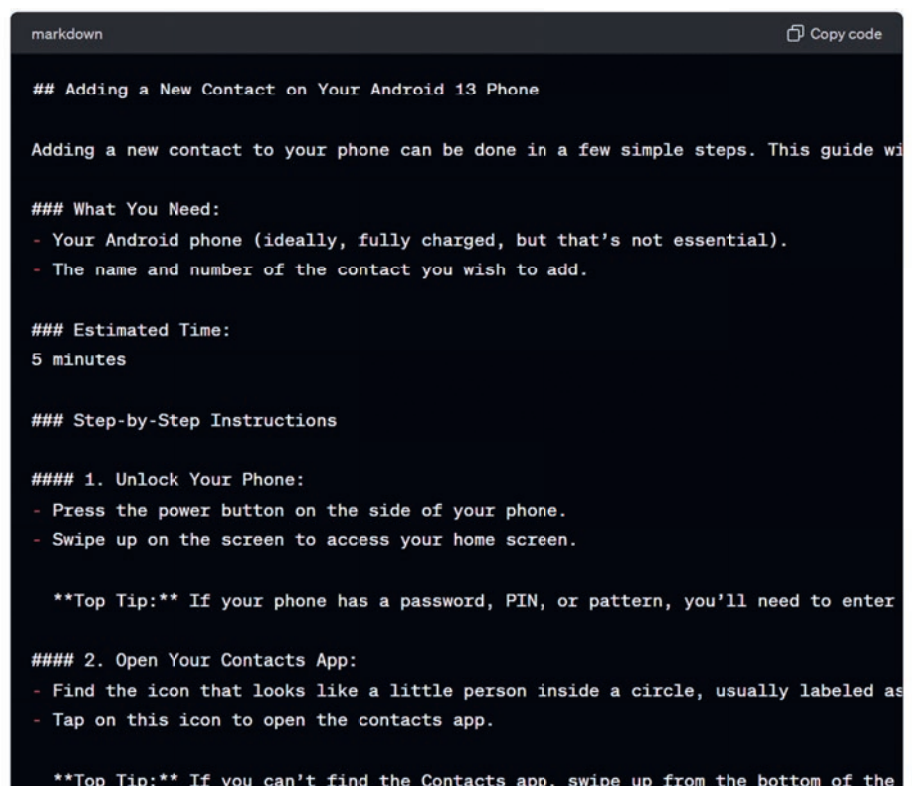 markdown
Copy code
## Adding a New Contact on Your Android 13 Phone
Adding a new contact to your phone can be done in a few simple steps. This guide wi
### What You Need:
- Your Android phone (ideally, fully charged, but that’s not essential).
- The name and number of the contact you wish to add.
### Estimated Time:
5 minutes
### Step-by-Step Instructions
#### 1. Unlock Your Phone:
- Press the power button on the side of your phone.
- Swipe up on the screen to access your home screen.
**Top Tip:** If your phone has a password, PIN, or pattern, you’ll need to enter
#### 2. Open Your Contacts App:
- Find the icon that looks like a little person inside a circle, usually labeled as
- Tap on this icon to open the contacts app.
**Top Tip:** If you can’t find the Contacts app, swipe up from the bottom of the